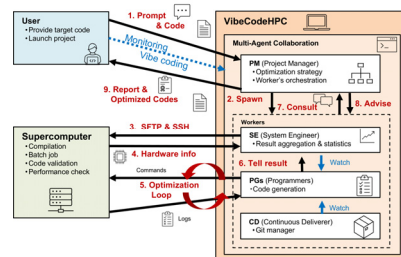 User
• Provide target code
• Launch project
1. Prompt
& Code
Monitoring
Vibe coding
9. Report &
Optimized Codes
VibeCodeHPC
Multi-Agent Collaboration
PM (Project Manager)
• Optimization strategy
• Worker's orchestration
2. Spawn
7. Consult
8. Advise
Workers
SE (System Engineer)
• Result aggregation & statistics
3. SFTP & SSH
Supercomputer
• Compilation
• Batch job
• Code validation
• Performance check
4. Hardware info
Commands
5. Optimization
Loop
Logs
6. Tell result
Watch
PGs (Programmers)
• Code generation
Watch
CD (Continuous Deliverer)
• Git manager